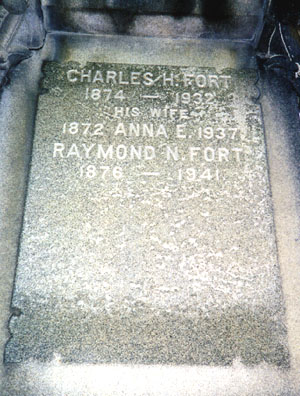 CHARLES H. FORT
1874 — 1932
HIS WIFE
1872 ANNA E. 1937
RAYMOND N. FORT
1876 — 1941